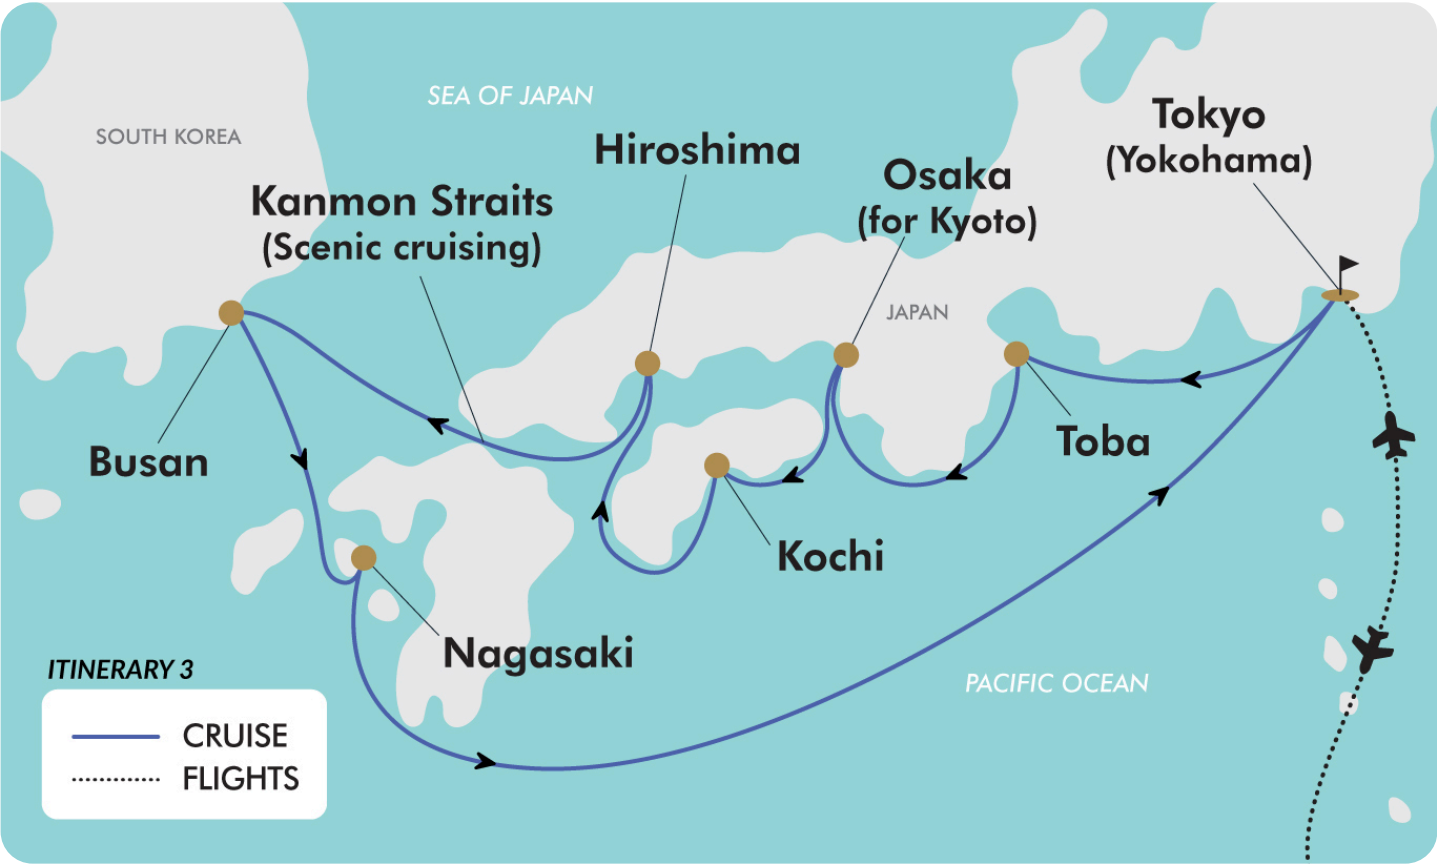 SEA OF JAPAN
SOUTH KOREA
Tokyo
(Yokohama)
Hiroshima
Osaka
(for Kyoto)
Kanmon Straits
(Scenic cruising)
JAPAN
Busan
Toba
Kochi
Nagasaki
PACIFIC OCEAN
ITINERARY 3
CRUISE
FLIGHTS